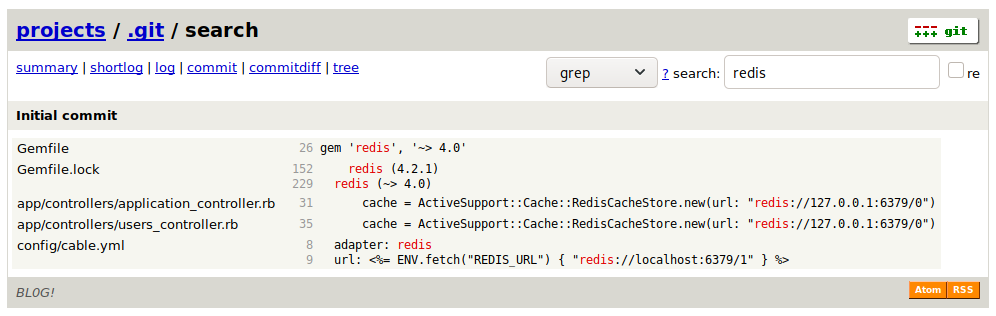 projects / .git / search
git
summary | shortlog | log | commit | commitdiff | tree
grep ? search: redis re
Initial commit
Gemfile 26 gem 'redis', '~> 4.0'
Gemfile.lock 152 redis (4.2.1)
229 redis (~> 4.0)
app/controllers/application_controller.rb 31 cache = ActiveSupport::Cache::RedisCacheStore.new(url: "redis://127.0.0.1:6379/0")
app/controllers/users_controller.rb 35 cache = ActiveSupport::Cache::RedisCacheStore.new(url: "redis://127.0.0.1:6379/0")
config/cable.yml 8 adapter: redis
9 url: <%= ENV.fetch("REDIS_URL") { "redis://localhost:6379/1" } %>
BL0G!
Atom RSS